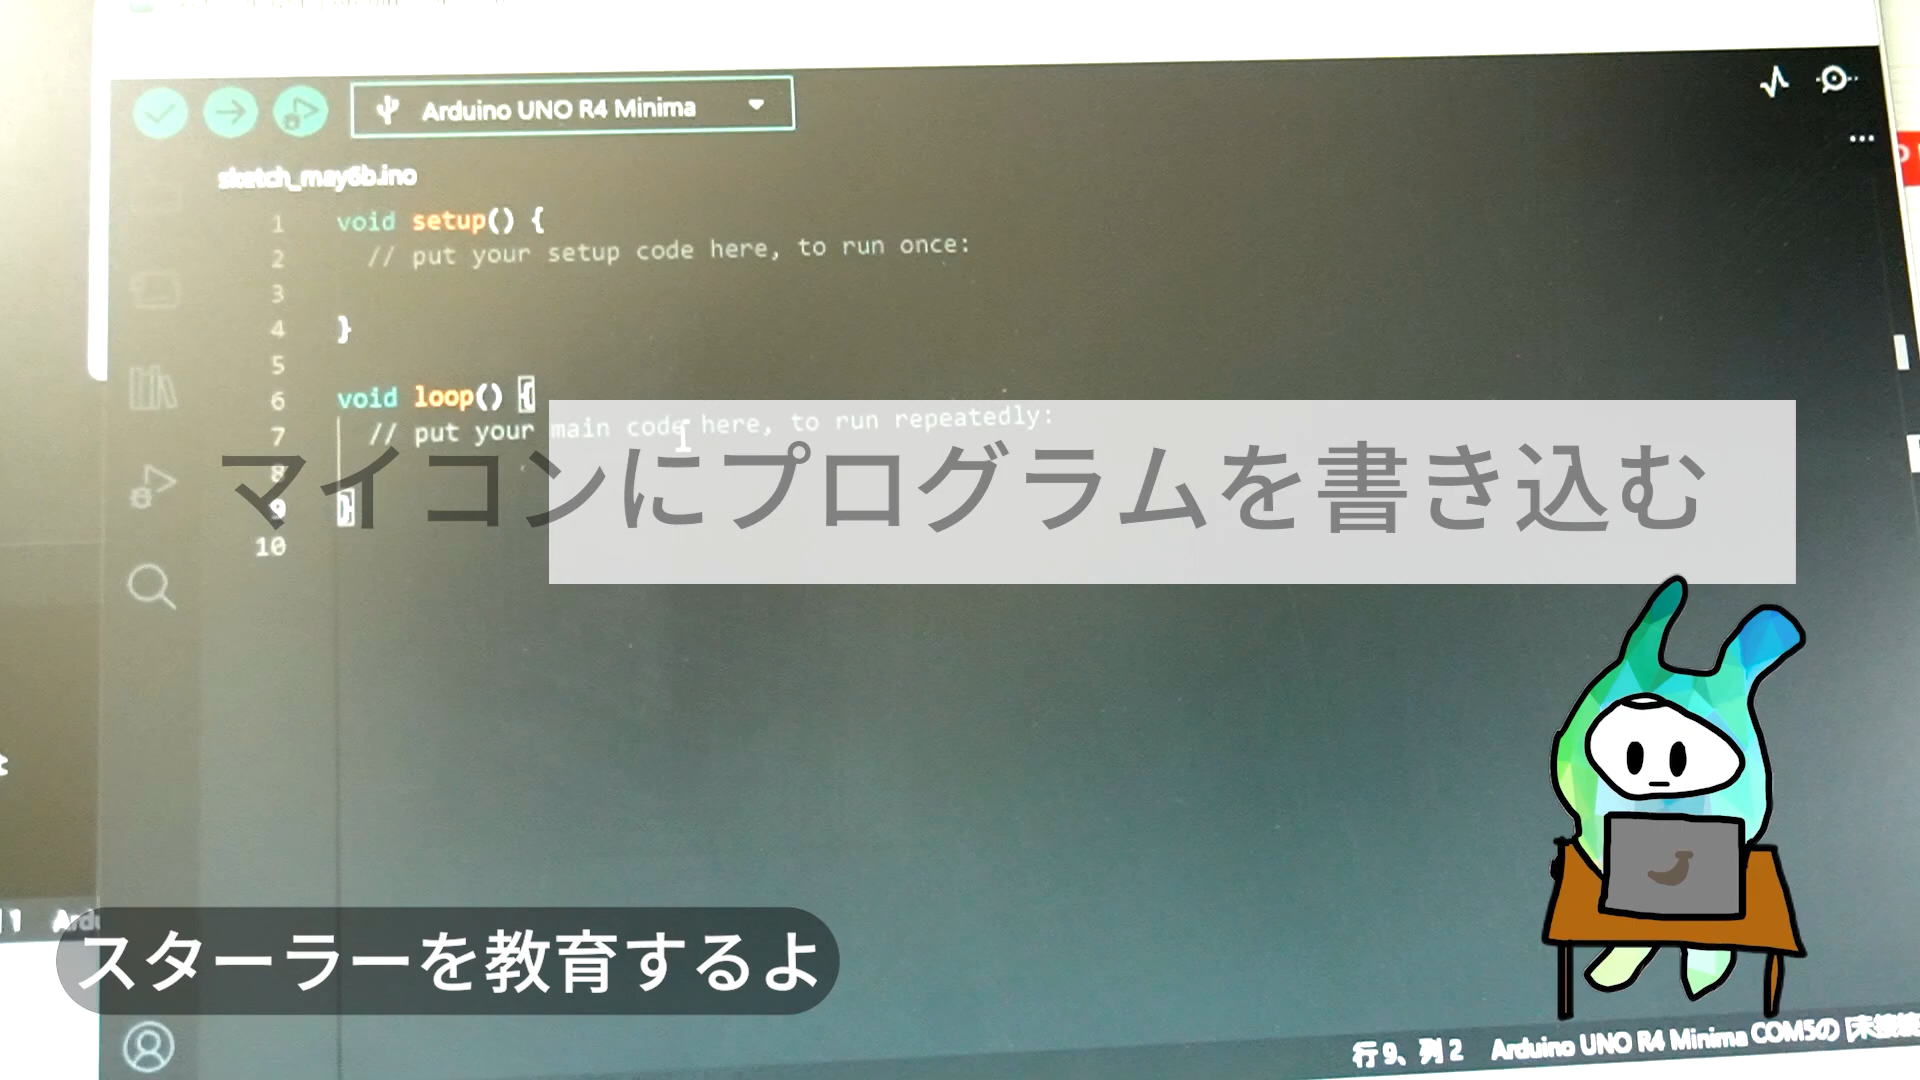 Arduino UNO R4 Minima
sketch_may6b.ino
1 void setup() {
2 // put your setup code here, to run once:
3
4 }
5
6 void loop() {
7 // put your main code here, to run repeatedly:
8
9 }
10
マイコンにプログラムを書き込む
スターラーを教育するよ
行 9、列 2 Arduino UNO R4 Minima COM5の